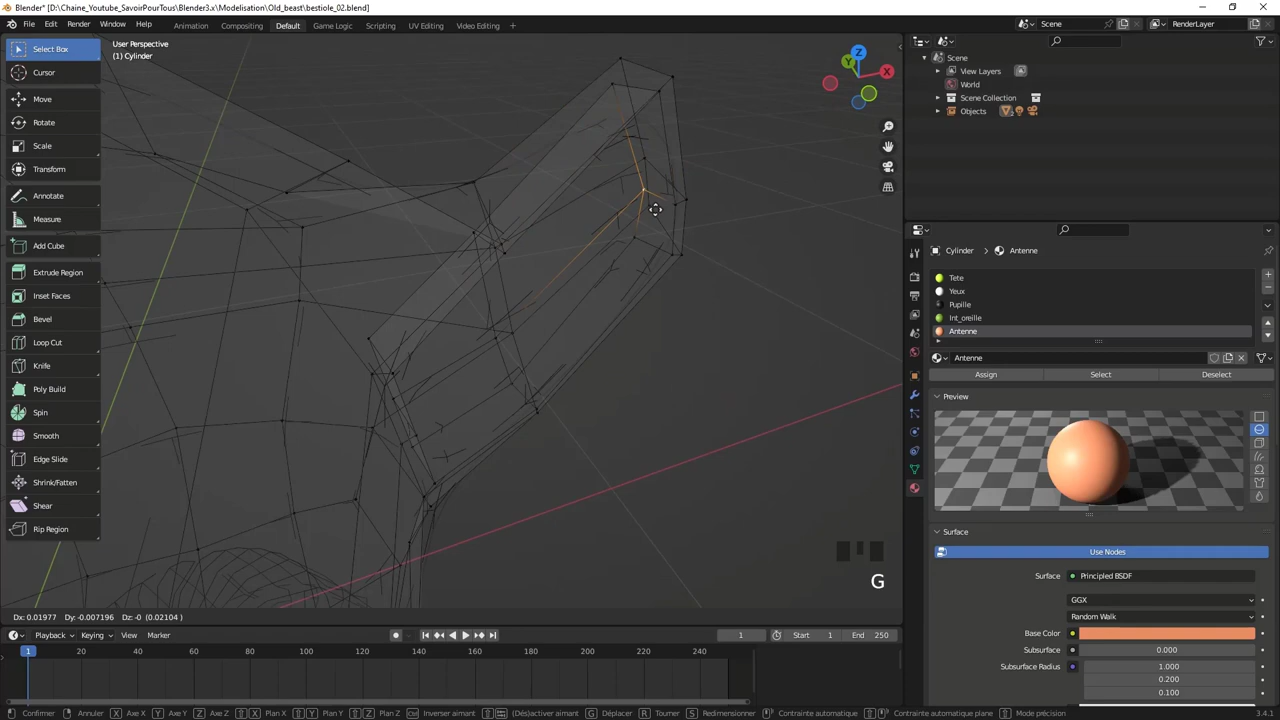 Blender* [D:\Chaine_Youtube_SavoirPourTous\Blender3.x\Modelisation\Old_beast\bestiole_02.blend]
File Edit Render Window Help Animation Compositing Default Game Logic Scripting UV Editing Video Editing Scene RenderLayer
User Perspective
(1) Cylinder
Select Box
Cursor
Move
Rotate
Scale
Transform
Annotate
Measure
Add Cube
Extrude Region
Inset Faces
Bevel
Loop Cut
Knife
Poly Build
Spin
Smooth
Edge Slide
Shrink/Fatten
Shear
Rip Region
Z
Y
X
G
Dx: 0.01977 Dy: -0.007196 Dz: -0 (0.02104 )
Playback Keying View Marker 1 Start 1 End 250
1 20 40 60 80 100 120 140 160 180 200 220 240
Confirmer Annuler X Axe X Y Axe Y Z Axe Z X Plan X Y Plan Y Z Plan Z Inverser aimant (Dés)activer aimant G Déplacer R Tourner S Redimensionner Contrainte automatique Contrainte automatique plane Mode précision 3.4.1
Scene
View Layers
World
Scene Collection
Objects
Cylinder Antenne
Tete
Yeux
Pupille
Int_oreille
Antenne
Antenne
Assign Select Deselect
Preview
Surface
Use Nodes
Surface Principled BSDF
GGX
Random Walk
Base Color
Subsurface 0.000
Subsurface Radius 1.000
0.200
0.100